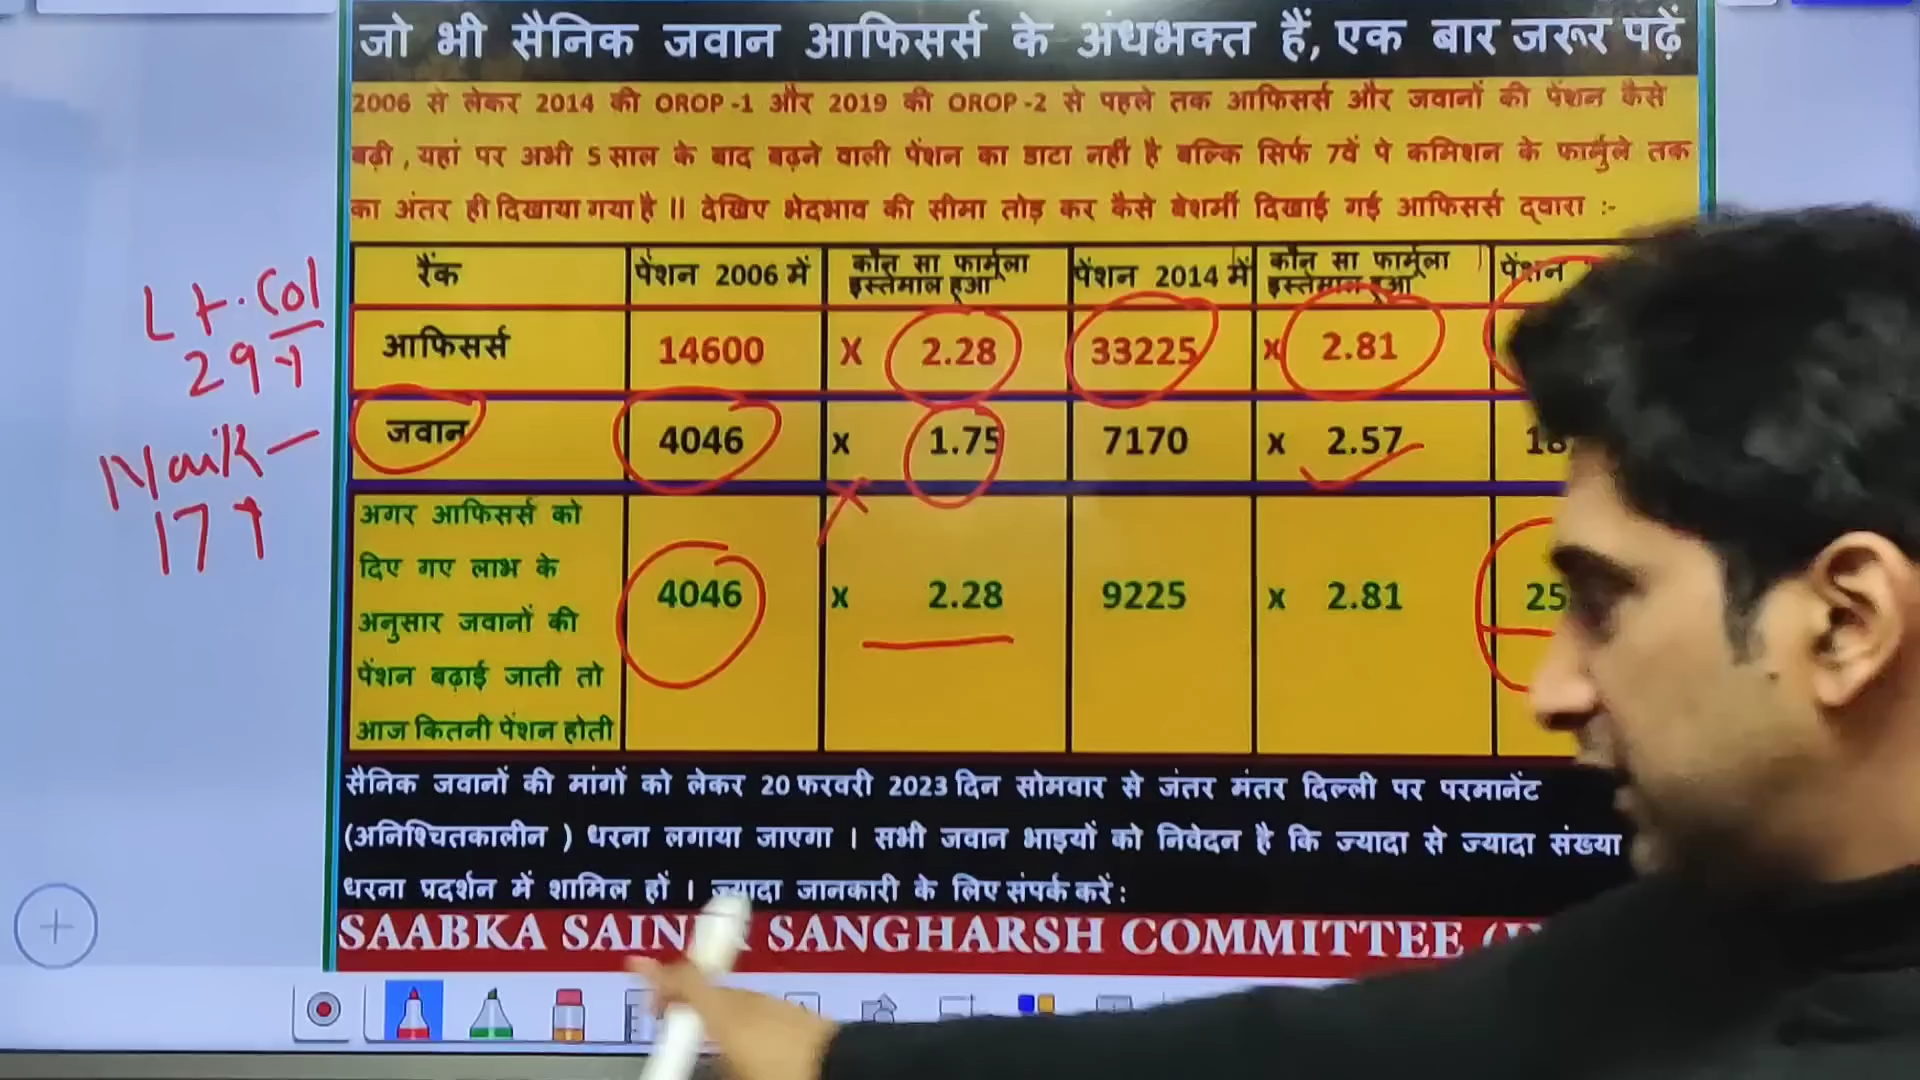 जो भी सैनिक जवान आफिसर्स के अंधभक्त हैं, एक बार जरूर पढ़ें
2006 से लेकर 2014 की OROP -1 और 2019 की OROP -2 से पहले तक आफिसर्स और जवानों की पेंशन कैसे
बढ़ी , यहां पर अभी 5 साल के बाद बढ़ने वाली पेंशन का डाटा नहीं है बल्कि सिर्फ 7वें पे कमिशन के फार्मुले तक
का अंतर ही दिखाया गया है ।। देखिए भेदभाव की सीमा तोड़ कर कैसे बेशर्मी दिखाई गई आफिसर्स द्वारा :-
रैंक पेंशन 2006 में कौन सा फार्मूला इस्तेमाल हुआ पेंशन 2014 में कौन सा फार्मूला इस्तेमाल हुआ पेंशन
आफिसर्स 14600 X 2.28 33225 x 2.81
जवान 4046 x 1.75 7170 x 2.57
अगर आफिसर्स को
दिए गए लाभ के
अनुसार जवानों की
पेंशन बढ़ाई जाती तो
आज कितनी पेंशन होती
4046 x 2.28 9225 x 2.81
सैनिक जवानों की मांगों को लेकर 20 फरवरी 2023 दिन सोमवार से जंतर मंतर दिल्ली पर परमानेंट
(अनिश्चितकालीन ) धरना लगाया जाएगा । सभी जवान भाइयों को निवेदन है कि ज्यादा से ज्यादा संख्या
धरना प्रदर्शन में शामिल हों । ज्यादा जानकारी के लिए संपर्क करें :
SAABKA SANGHARSH COMMITTEE
Lt. Col
29 Y
Naik –
17 Y